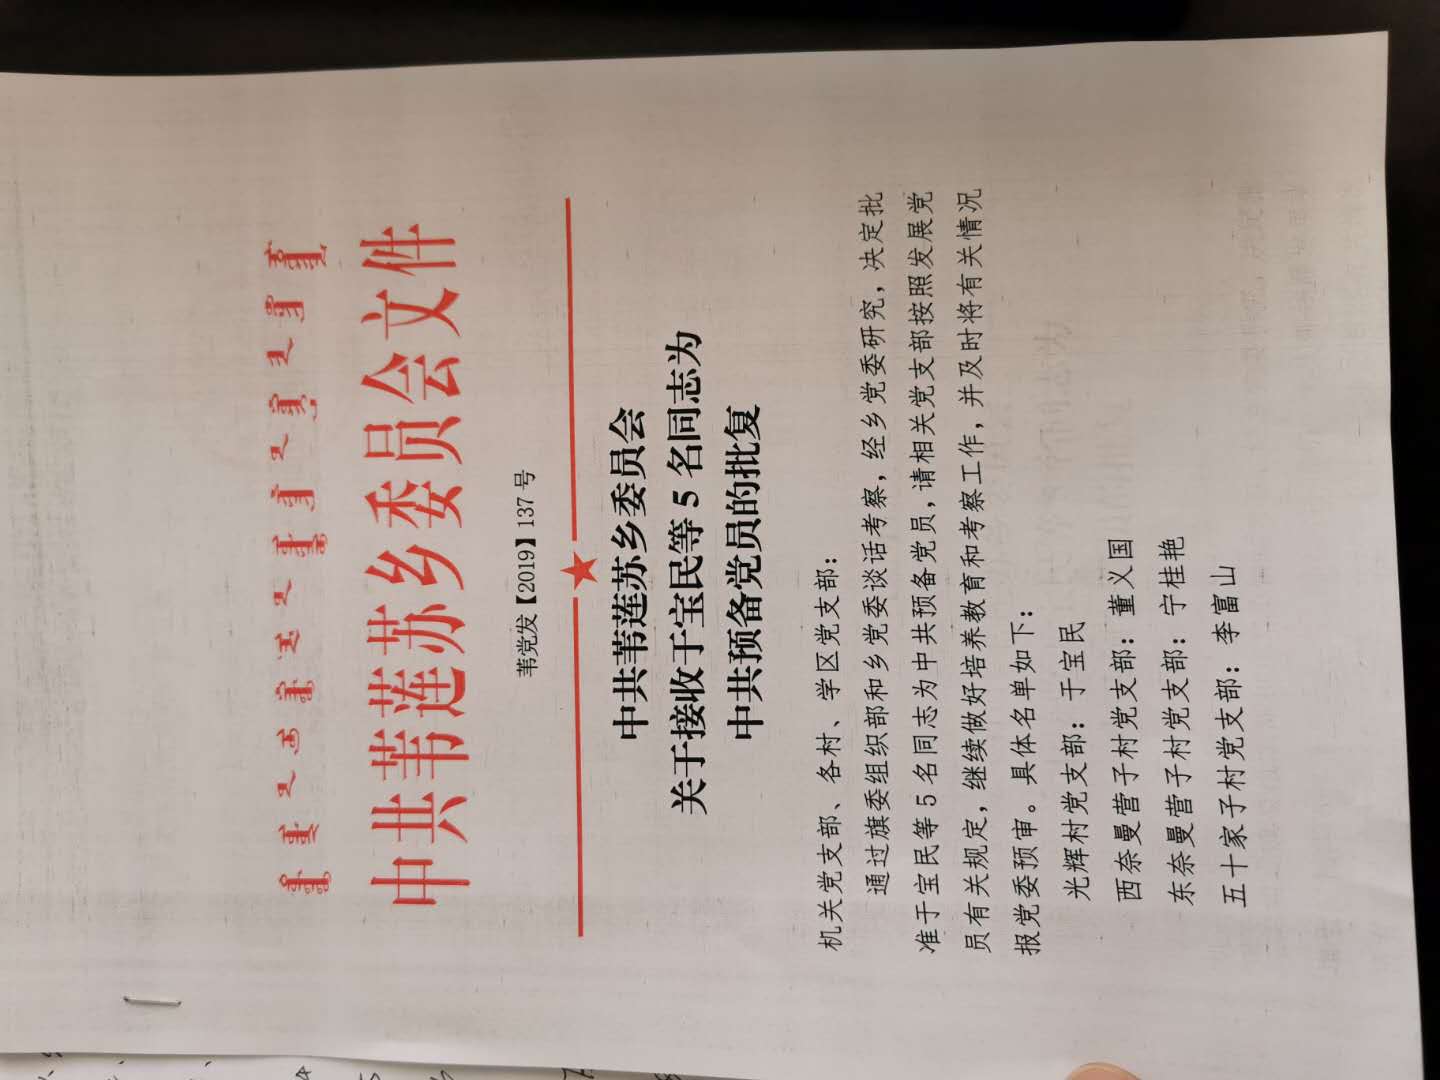 中共苇莲苏乡委员会文件
苇党发【2019】137号
中共苇莲苏乡委员会
关于接收于宝民等5名同志为
中共预备党员的批复
机关党支部、各村、学区党支部：
通过旗委组织部和乡党委谈话考察，经乡党委研究，决定批
准于宝民等5名同志为中共预备党员，请相关党支部按照发展党
员有关规定，继续做好培养教育和考察工作，并及时将有关情况
报党委预审。具体名单如下：
光辉村党支部：于宝民
西奈曼营子村党支部：董义国
东奈曼营子村党支部：宁桂艳
五十家子村党支部：李富山